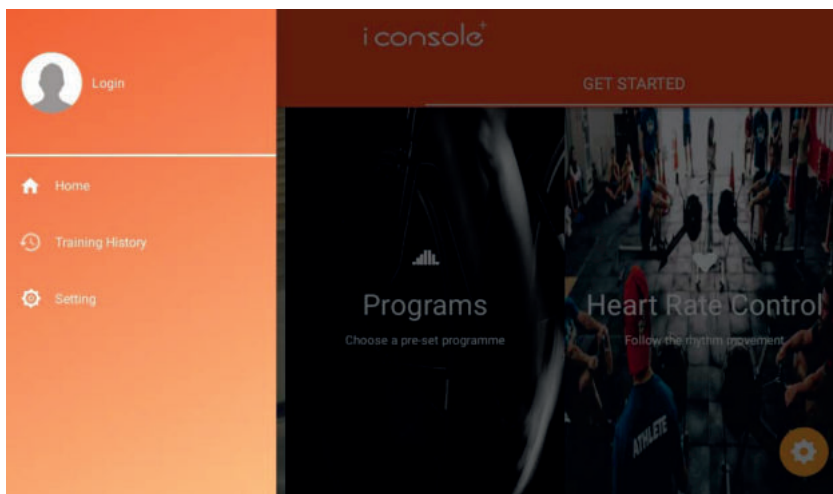 Login
Home
Training History
Setting
i console+
GET STARTED
Programs
Choose a pre-set programme
Heart Rate Control
Follow the rhythm movement
ATHLETE